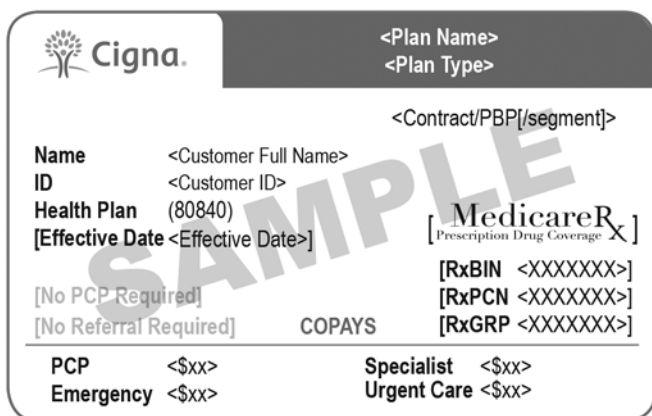 Cigna.
<Plan Name>
<Plan Type>
<Contract/PBP[/segment]>
Name <Customer Full Name>
ID <Customer ID>
Health Plan (80840)
[Effective Date <Effective Date>]
[MedicareRx
Prescription Drug Coverage]
[RxBIN <XXXXXXX>]
[No PCP Required] [RxPCN <XXXXXXX>]
[No Referral Required] COPAYS [RxGRP <XXXXXXX>]
PCP <$xx> Specialist <$xx>
Emergency <$xx> Urgent Care <$xx>
SAMPLE